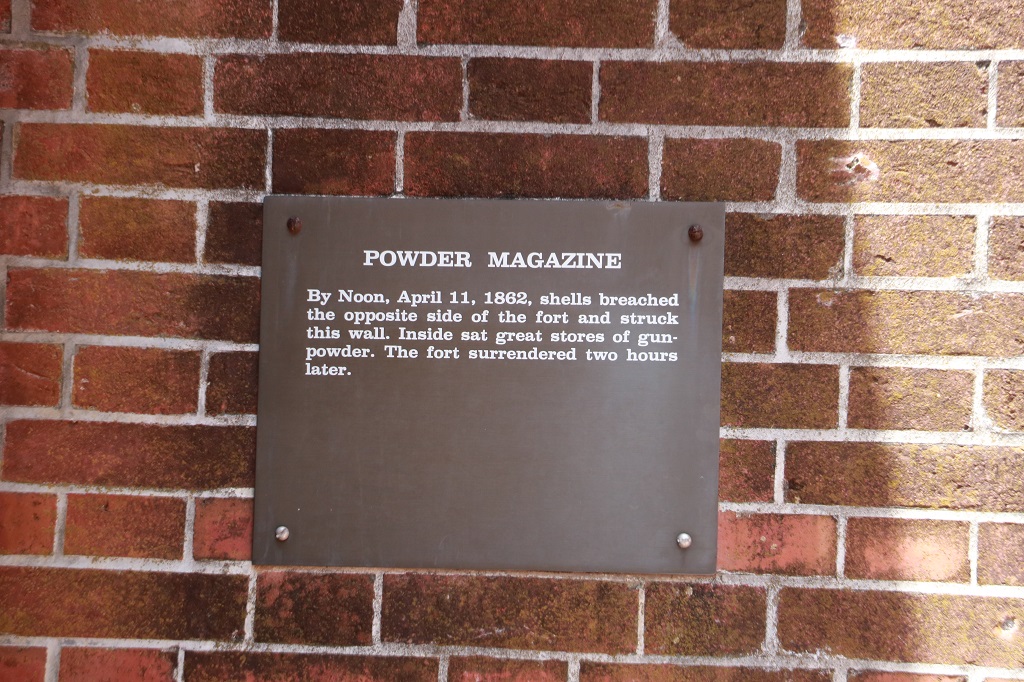 POWDER MAGAZINE
By Noon, April 11, 1862, shells breached
the opposite side of the fort and struck
this wall. Inside sat great stores of gun-
powder. The fort surrendered two hours
later.